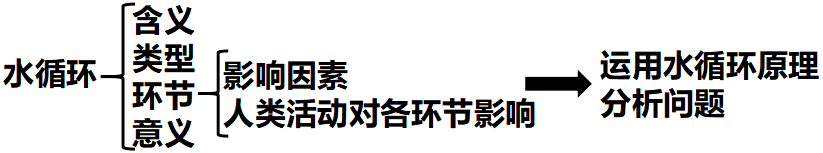 水循环
含义
类型
环节
意义
影响因素
人类活动对各环节影响
运用水循环原理
分析问题